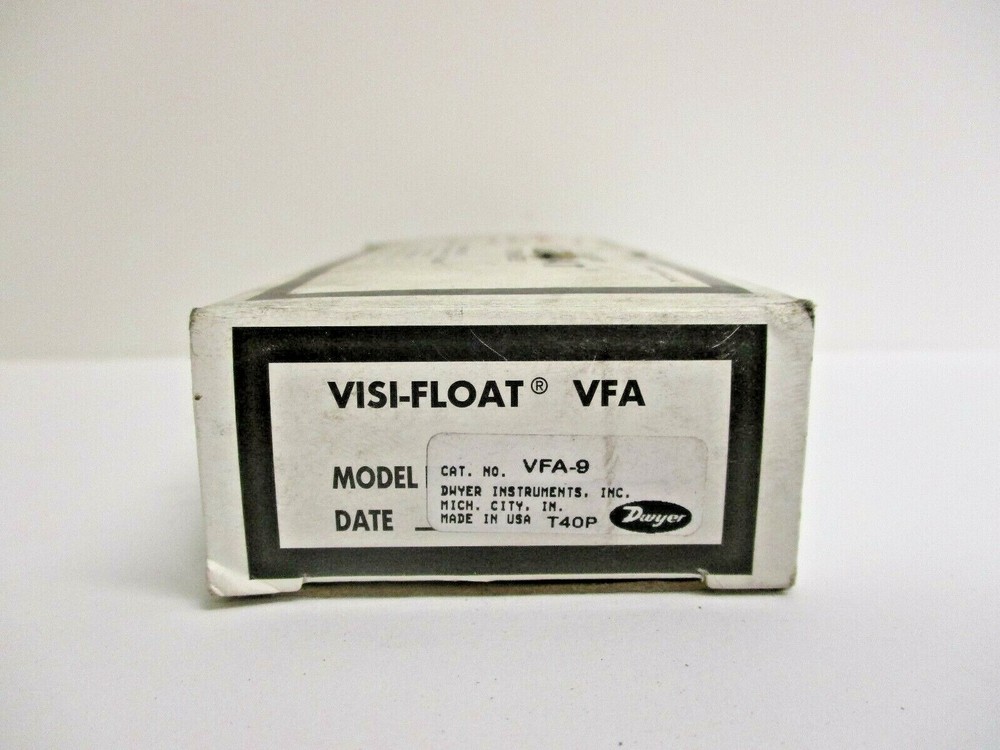 VISI-FLOAT® VFA
MODEL
DATE
CAT. NO. VFA-9
DWYER INSTRUMENTS, INC.
MICH. CITY, IN.
MADE IN USA T40P
Dwyer